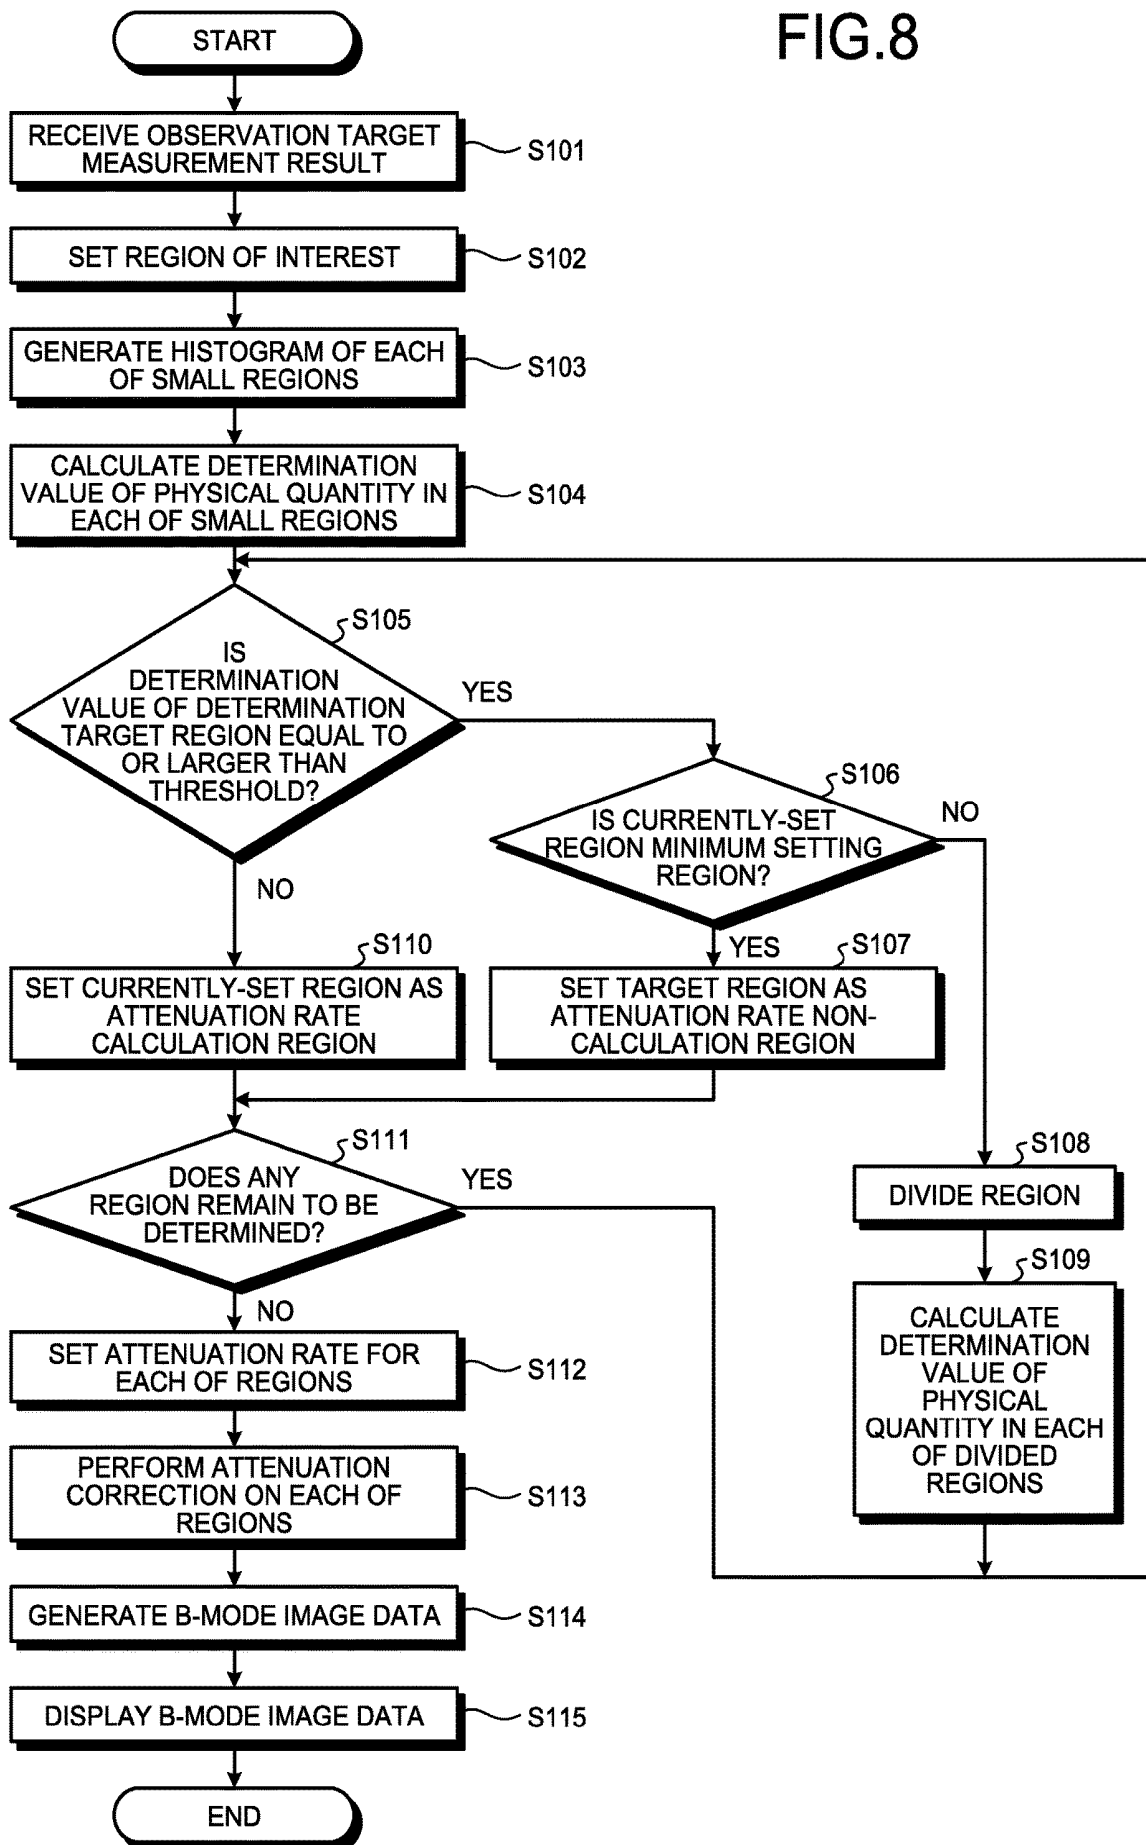 FIG.8
START
RECEIVE OBSERVATION TARGET
MEASUREMENT RESULT
S101
SET REGION OF INTEREST
S102
GENERATE HISTOGRAM OF EACH
OF SMALL REGIONS
S103
CALCULATE DETERMINATION
VALUE OF PHYSICAL QUANTITY IN
EACH OF SMALL REGIONS
S104
S105
IS
DETERMINATION
VALUE OF DETERMINATION
TARGET REGION EQUAL TO
OR LARGER THAN
THRESHOLD?
YES
NO
S106
IS CURRENTLY-SET
REGION MINIMUM SETTING
REGION?
NO
YES
S110
SET CURRENTLY-SET REGION AS
ATTENUATION RATE
CALCULATION REGION
S107
SET TARGET REGION AS
ATTENUATION RATE NON-
CALCULATION REGION
S108
DIVIDE REGION
S109
CALCULATE
DETERMINATION
VALUE OF
PHYSICAL
QUANTITY IN EACH
OF DIVIDED
REGIONS
S111
DOES ANY
REGION REMAIN TO BE
DETERMINED?
YES
NO
SET ATTENUATION RATE FOR
EACH OF REGIONS
S112
PERFORM ATTENUATION
CORRECTION ON EACH OF
REGIONS
S113
GENERATE B-MODE IMAGE DATA
S114
DISPLAY B-MODE IMAGE DATA
S115
END